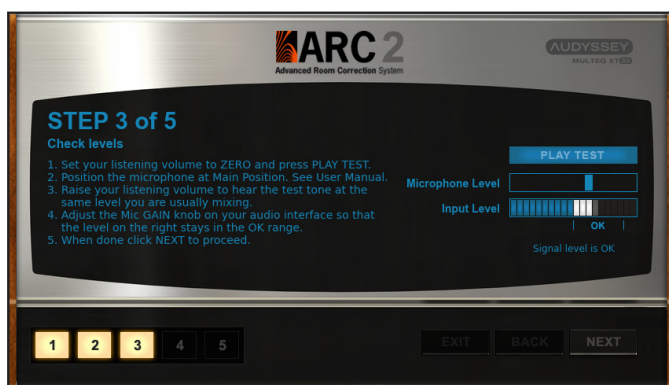 ARC 2
Advanced Room Correction System
AUDYSSEY
MULTEQ XT32
STEP 3 of 5
Check levels
1. Set your listening volume to ZERO and press PLAY TEST.
2. Position the microphone at Main Position. See User Manual.
3. Raise your listening volume to hear the test tone at the
same level you are usually mixing.
4. Adjust the Mic GAIN knob on your audio interface so that
the level on the right stays in the OK range.
5. When done click NEXT to proceed.
PLAY TEST
Microphone Level
Input Level
OK
Signal level is OK
1 2 3 4 5
EXIT BACK NEXT